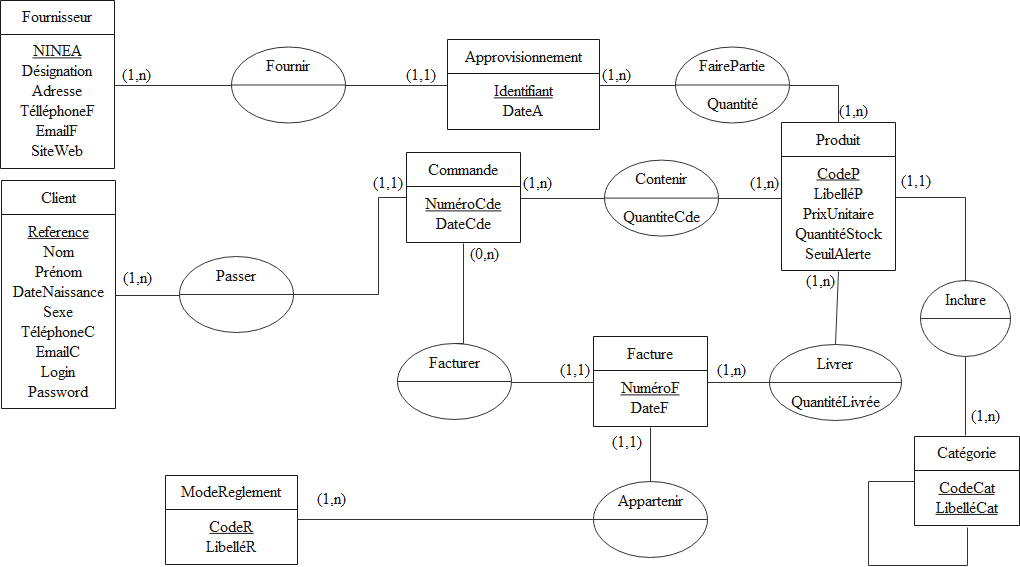 Fournisseur
NINEA
Désignation
Adresse
TélléphoneF
EmailF
SiteWeb
(1,n)
Fournir
(1,1)
Approvisionnement
Identifiant
DateA
(1,n)
FairePartie
Quantité
(1,n)
Produit
CodeP
LibelléP
PrixUnitaire
QuantitéStock
SeuilAlerte
(1,1)
(1,n)
(1,n)
Commande
NuméroCde
DateCde
(1,1)
(1,n)
(0,n)
Contenir
QuantiteCde
Client
Reference
Nom
Prénom
DateNaissance
Sexe
TéléphoneC
EmailC
Login
Password
(1,n)
Passer
Inclure
Facturer
(1,1)
Facture
NuméroF
DateF
(1,n)
(1,1)
Livrer
QuantitéLivrée
(1,n)
Catégorie
CodeCat
LibelléCat
ModeReglement
CodeR
LibelléR
(1,n)
Appartenir